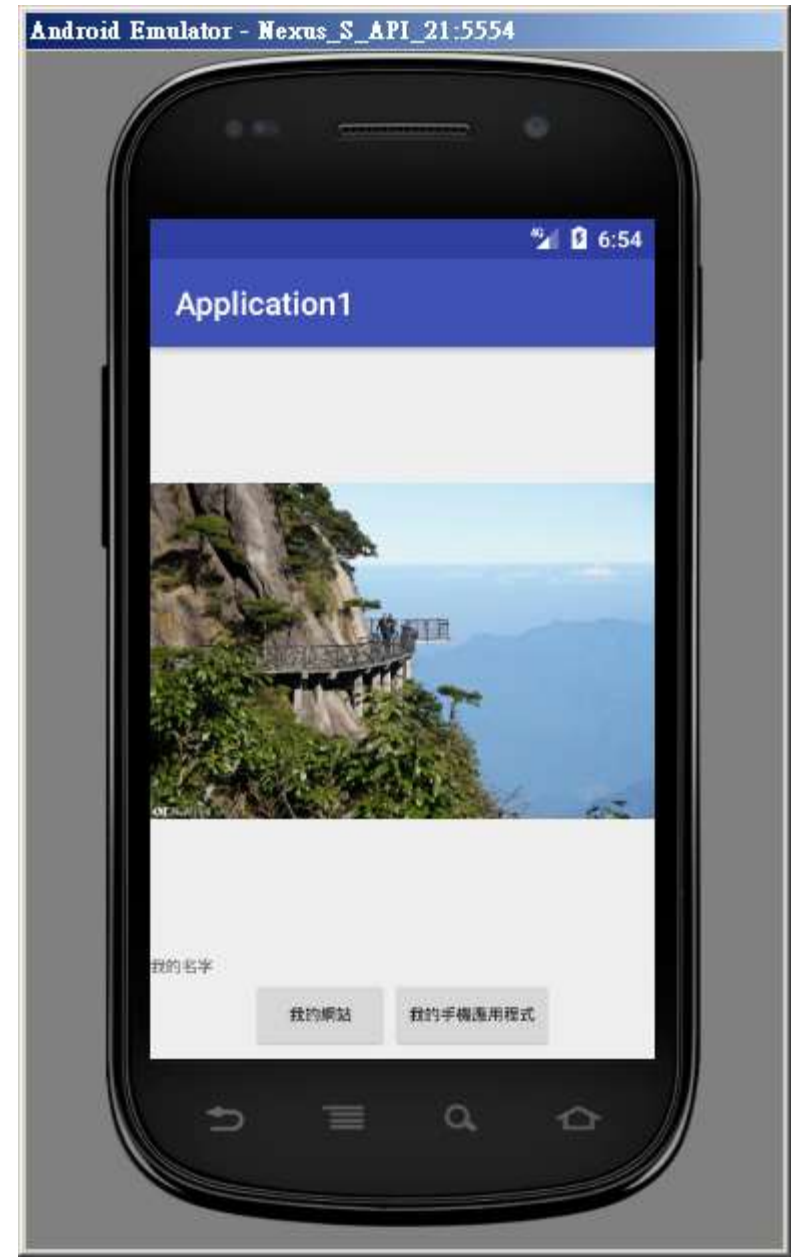 Android Emulator - Nexus_S_API_21:5554
4G 6:54
Application1
我的名字
我的網站 我的手機應用程式